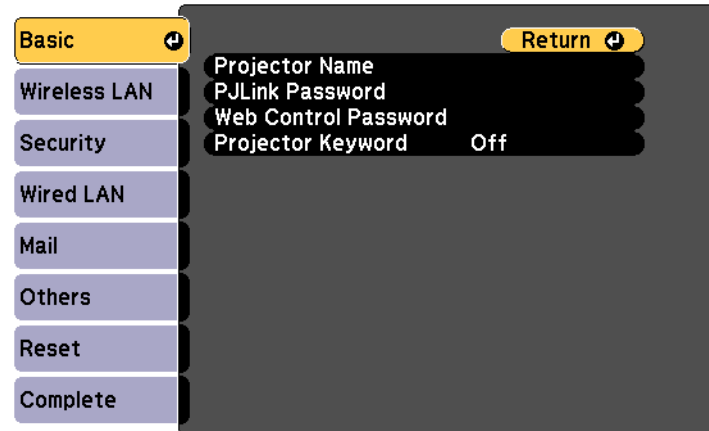 Basic
Wireless LAN
Security
Wired LAN
Mail
Others
Reset
Complete
Return
Projector Name
PJLink Password
Web Control Password
Projector Keyword Off